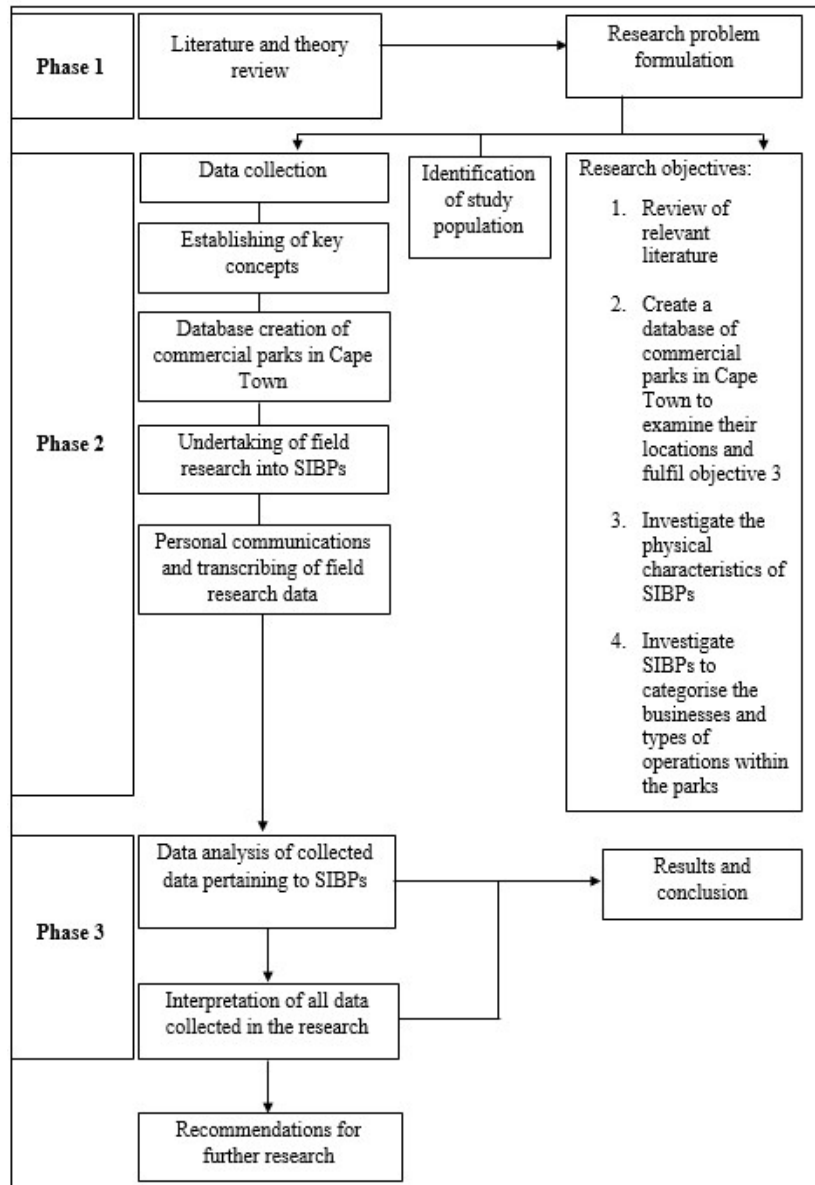 Phase 1
Literature and theory
review
Research problem
formulation
Phase 2
Data collection
Establishing of key
concepts
Database creation of
commercial parks in Cape
Town
Undertaking of field
research into SIBPs
Personal communications
and transcribing of field
research data
Identification
of study
population
Research objectives:
1. Review of
relevant
literature
2. Create a
database of
commercial
parks in Cape
Town to
examine their
locations and
fulfil objective 3
3. Investigate the
physical
characteristics of
SIBPs
4. Investigate
SIBPs to
categorise the
businesses and
types of
operations within
the parks
Phase 3
Data analysis of collected
data pertaining to SIBPs
Results and
conclusion
Interpretation of all data
collected in the research
Recommendations for
further research